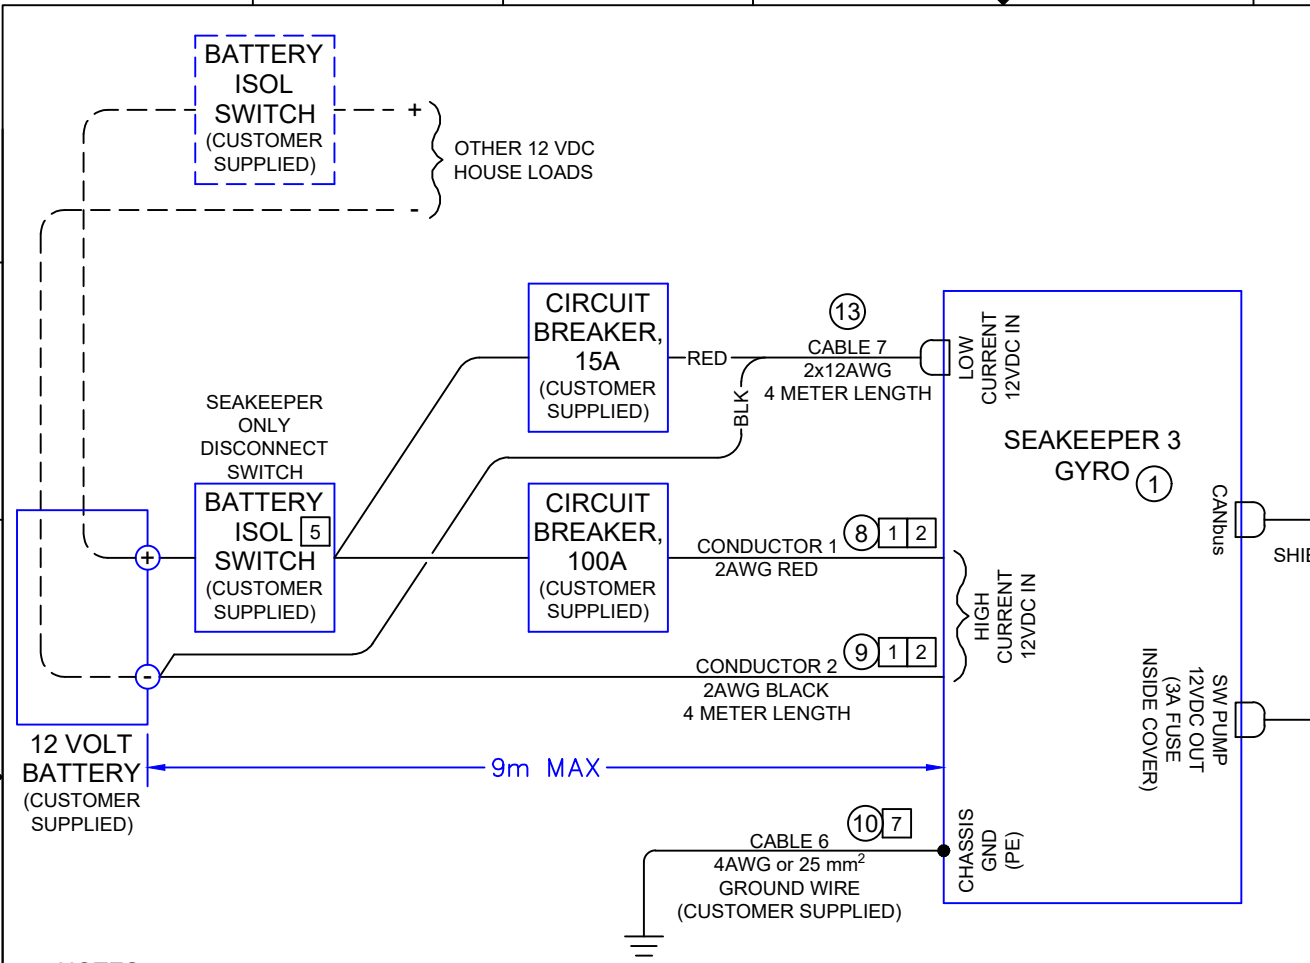 BATTERY
ISOL
SWITCH
(CUSTOMER
SUPPLIED)
+
-
OTHER 12 VDC
HOUSE LOADS
CIRCUIT
BREAKER,
15A
(CUSTOMER
SUPPLIED)
RED
BLK
13
CABLE 7
2x12AWG
4 METER LENGTH
LOW
CURRENT
12VDC IN
SEAKEEPER 3
GYRO 1
SEAKEEPER
ONLY
DISCONNECT
SWITCH
BATTERY
ISOL 5
SWITCH
(CUSTOMER
SUPPLIED)
CIRCUIT
BREAKER,
100A
(CUSTOMER
SUPPLIED)
8 1 2
CONDUCTOR 1
2AWG RED
HIGH
CURRENT
12VDC IN
CANbus
+
-
9 1 2
CONDUCTOR 2
2AWG BLACK
4 METER LENGTH
SW PUMP
12VDC OUT
(3A FUSE
INSIDE COVER)
12 VOLT
BATTERY
(CUSTOMER
SUPPLIED)
9m MAX
10 7
CABLE 6
4AWG or 25 mm²
GROUND WIRE
(CUSTOMER SUPPLIED)
CHASSIS
GND
(PE)